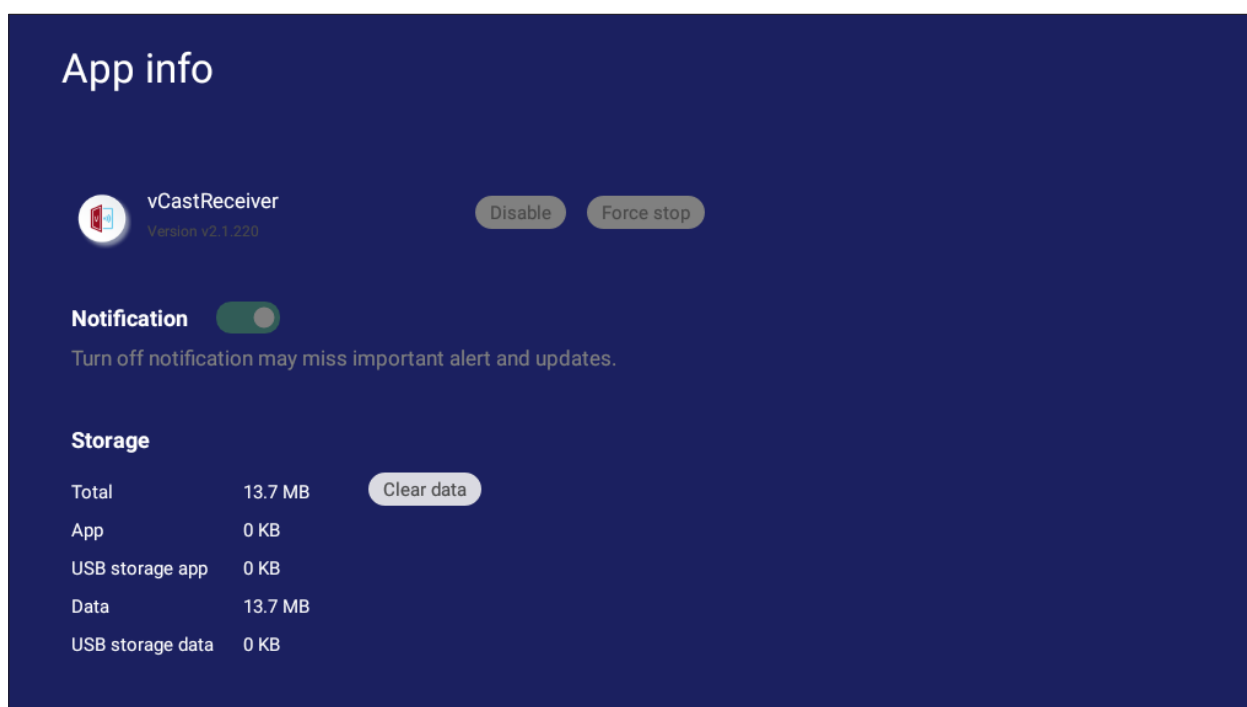 App info
vCastReceiver
Version v2.1.220
Disable
Force stop
Notification
Turn off notification may miss important alert and updates.
Storage
Total 13.7 MB Clear data
App 0 KB
USB storage app 0 KB
Data 13.7 MB
USB storage data 0 KB